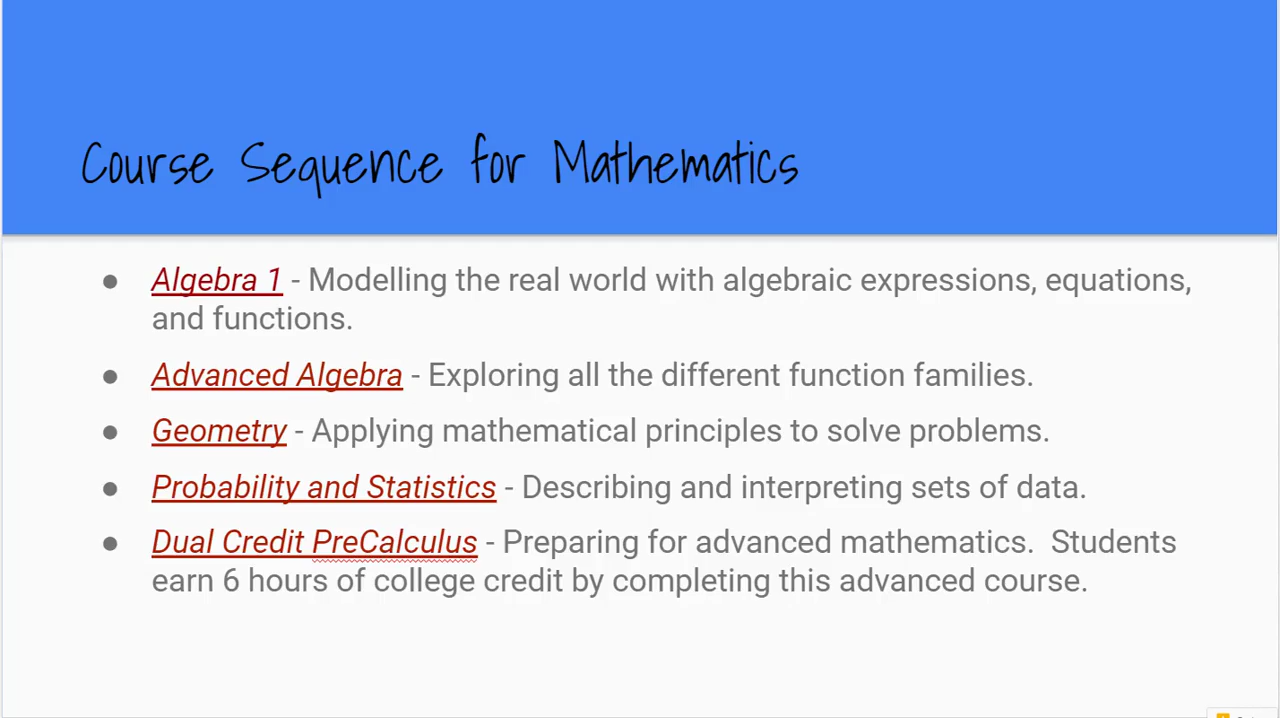 Course Sequence for Mathematics
● Algebra 1 - Modelling the real world with algebraic expressions, equations,
and functions.
● Advanced Algebra - Exploring all the different function families.
● Geometry - Applying mathematical principles to solve problems.
● Probability and Statistics - Describing and interpreting sets of data.
● Dual Credit PreCalculus - Preparing for advanced mathematics.  Students
earn 6 hours of college credit by completing this advanced course.